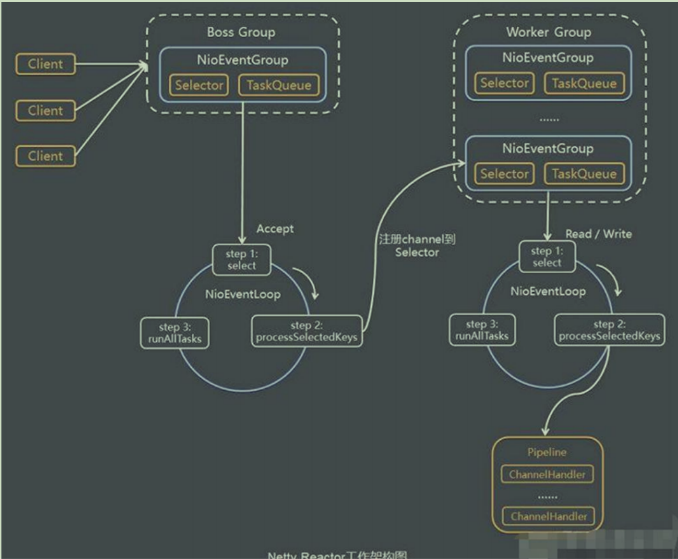 Boss Group
NioEventGroup
Selector
TaskQueue
Client
Client
Client
Accept
step 1:
select
NioEventLoop
step 2:
processSelectedKeys
step 3:
runAllTasks
注册channel到
Selector
Worker Group
NioEventGroup
Selector
TaskQueue
......
NioEventGroup
Selector
TaskQueue
Read / Write
step 1:
select
NioEventLoop
step 2:
processSelectedKeys
step 3:
runAllTasks
Pipeline
ChannelHandler
......
ChannelHandler
Netty Reactor工作架构图